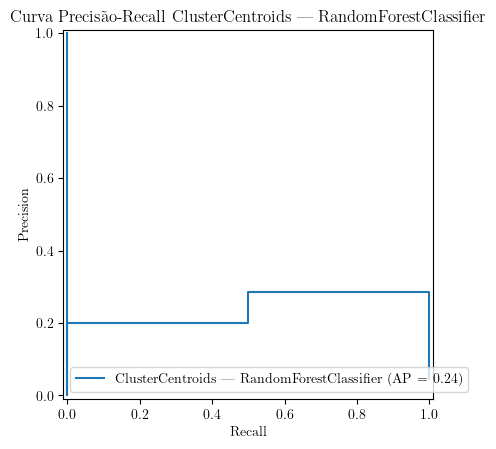 Curva Precisão-Recall ClusterCentroids — RandomForestClassifier
1.0
0.8
0.6
0.4
0.2
0.0
Precision
ClusterCentroids — RandomForestClassifier (AP = 0.24)
0.0 0.2 0.4 0.6 0.8 1.0
Recall